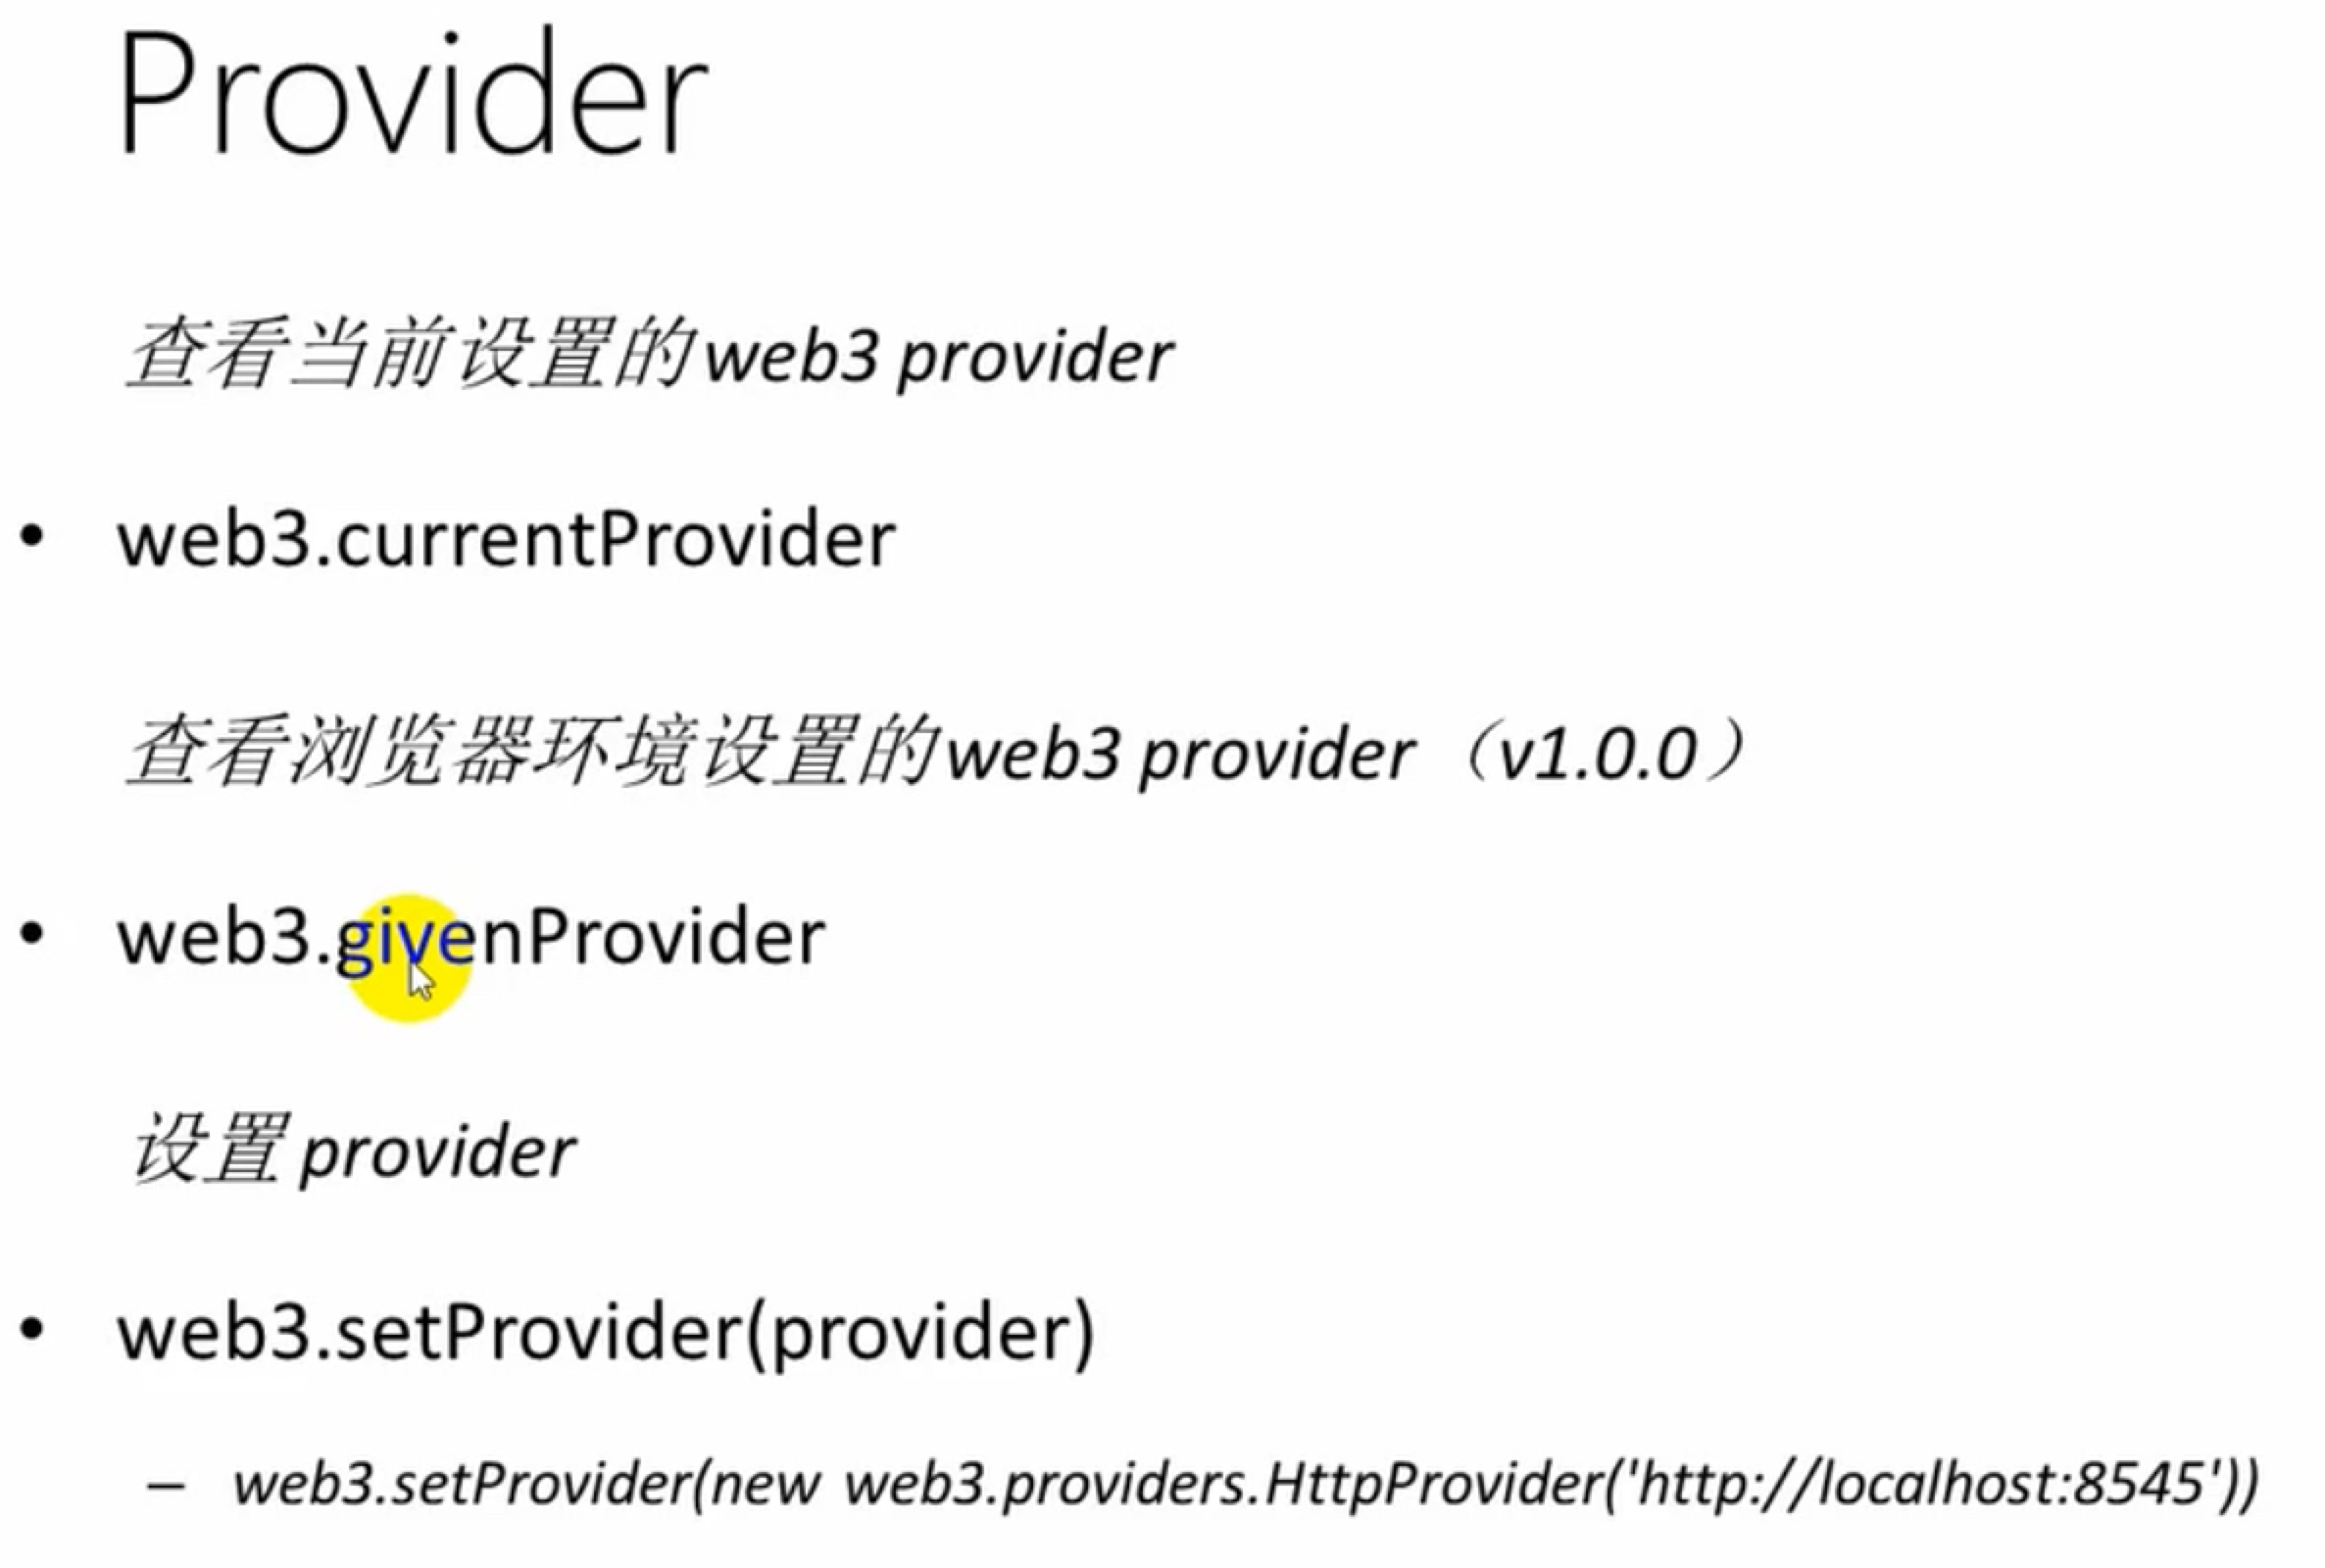 Provider
查看当前设置的web3 provider
• web3.currentProvider
查看浏览器环境设置的web3 provider（v1.0.0）
• web3.givenProvider
设置provider
• web3.setProvider(provider)
– web3.setProvider(new web3.providers.HttpProvider('http://localhost:8545'))